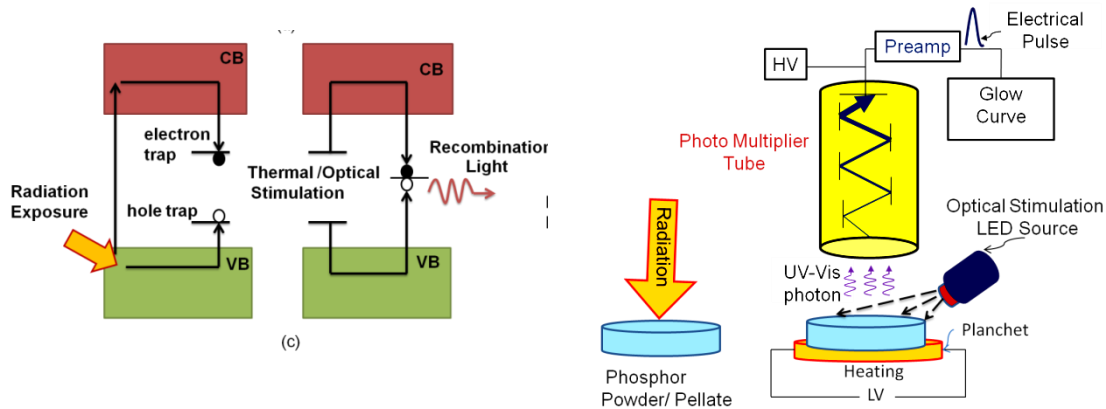 CB
electron
trap
Radiation
Exposure
hole trap
VB
CB
Thermal /Optical
Stimulation
Recombination
Light
VB
(c)
Electrical
Pulse
Preamp
HV
Glow
Curve
Photo Multiplier
Tube
Radiation
Optical Stimulation
LED Source
UV-Vis
photon
Planchet
Heating
LV
Phosphor
Powder/ Pellate